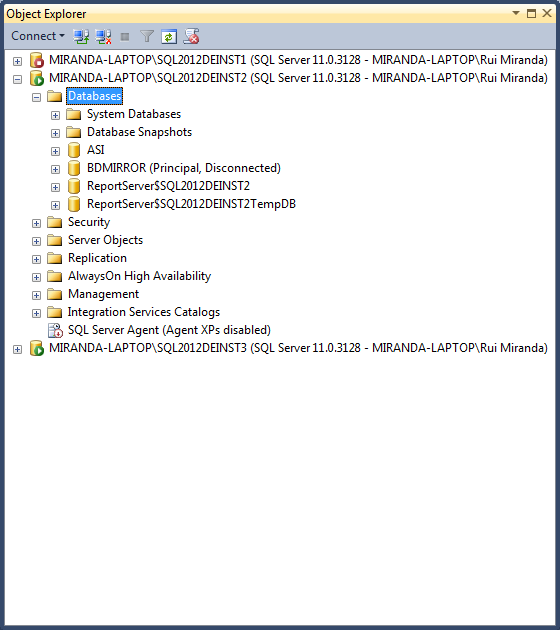 Object Explorer
Connect
MIRANDA-LAPTOP\SQL2012DEINST1 (SQL Server 11.0.3128 - MIRANDA-LAPTOP\Rui Miranda)
MIRANDA-LAPTOP\SQL2012DEINST2 (SQL Server 11.0.3128 - MIRANDA-LAPTOP\Rui Miranda)
Databases
System Databases
Database Snapshots
ASI
BDMIRROR (Principal, Disconnected)
ReportServer$SQL2012DEINST2
ReportServer$SQL2012DEINST2TempDB
Security
Server Objects
Replication
AlwaysOn High Availability
Management
Integration Services Catalogs
SQL Server Agent (Agent XPs disabled)
MIRANDA-LAPTOP\SQL2012DEINST3 (SQL Server 11.0.3128 - MIRANDA-LAPTOP\Rui Miranda)